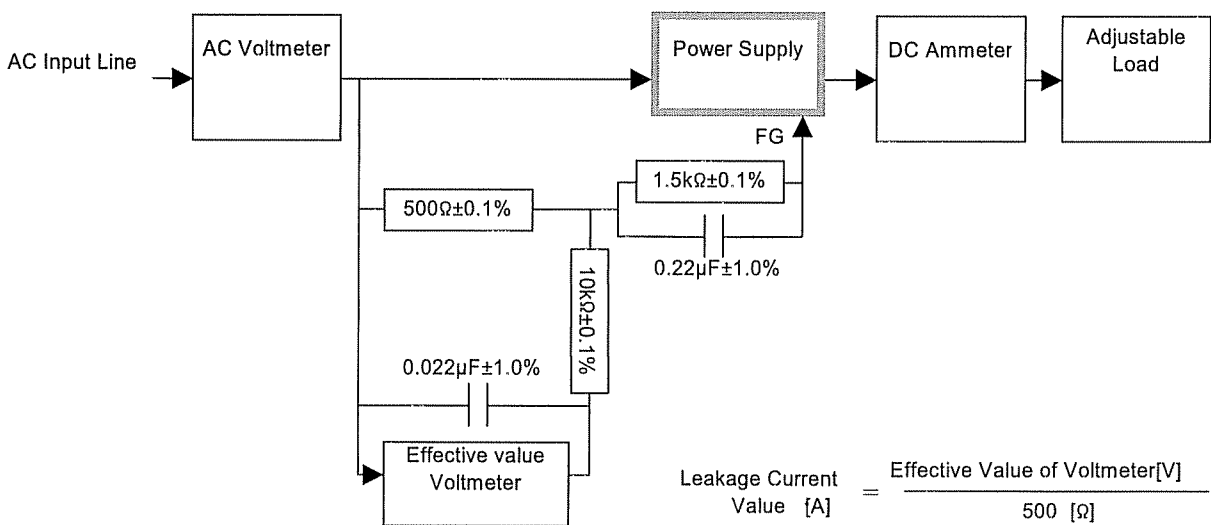 AC Input Line
AC Voltmeter
Power Supply
DC Ammeter
Adjustable
Load
FG
1.5kΩ±0.1%
500Ω±0.1%
0.22µF±1.0%
10kΩ±0.1%
0.022µF±1.0%
Effective value
Voltmeter
Leakage Current
Value [A]
=
Effective Value of Voltmeter[V]
500 [Ω]